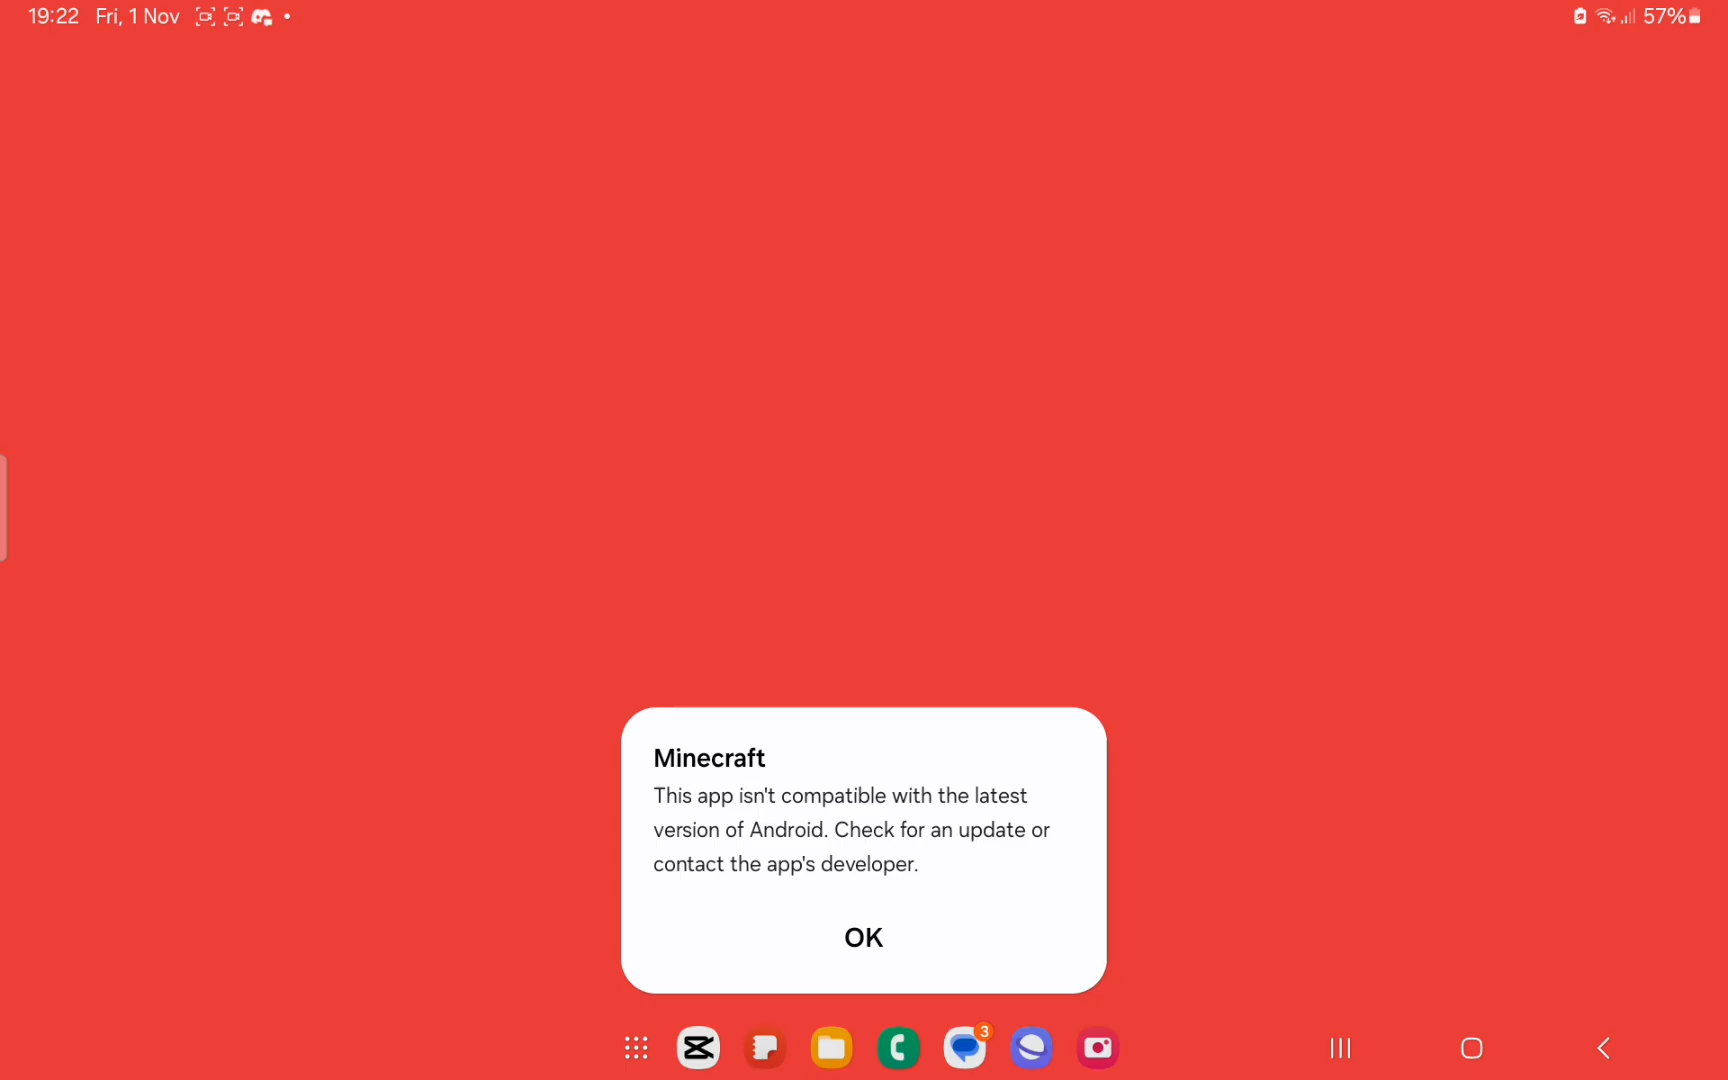 19:22 Fri, 1 Nov 57%
Minecraft
This app isn't compatible with the latest
version of Android. Check for an update or
contact the app's developer.
OK
3